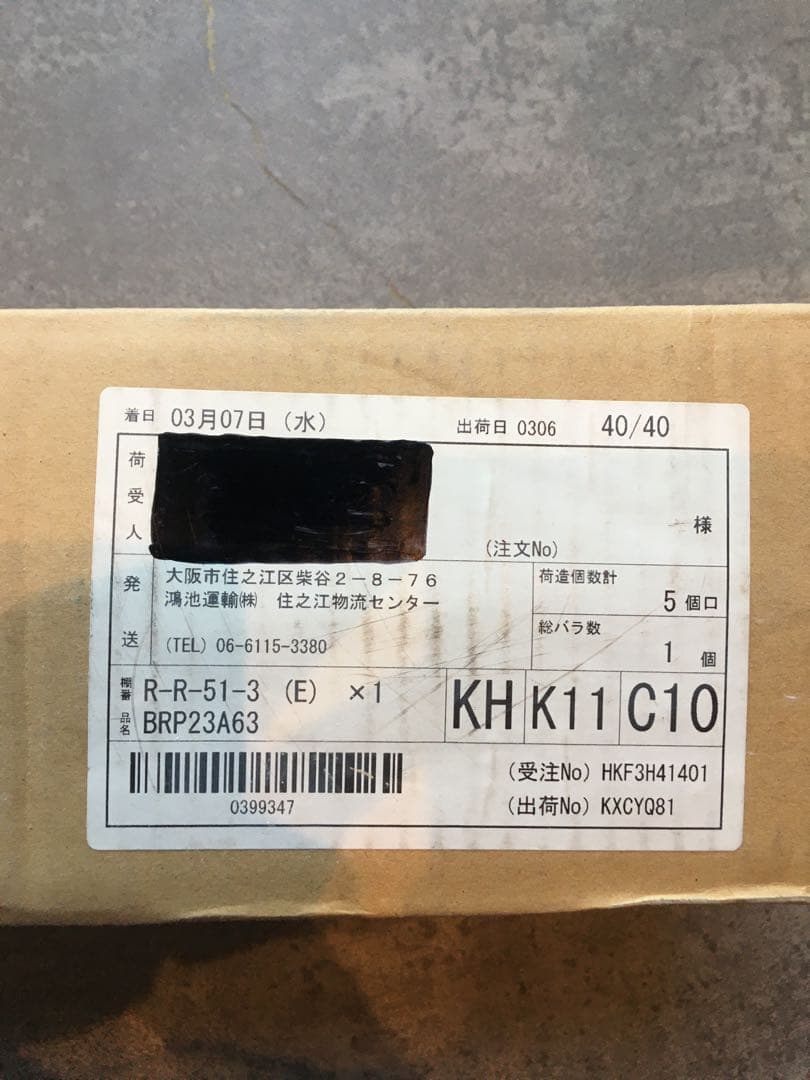 着日 03月07日（水） 出荷日 0306 40/40
荷受人 様
（注文No）
発送 大阪市住之江区柴谷２－８－７６
鴻池運輸㈱ 住之江物流センター
（TEL）06-6115-3380
荷造個数計 5 個口
総バラ数 1 個
棚番 R-R-51-3 (E) ×1
品名 BRP23A63
KH K11 C10
0399347
（受注No）HKF3H41401
（出荷No）KXCYQ81